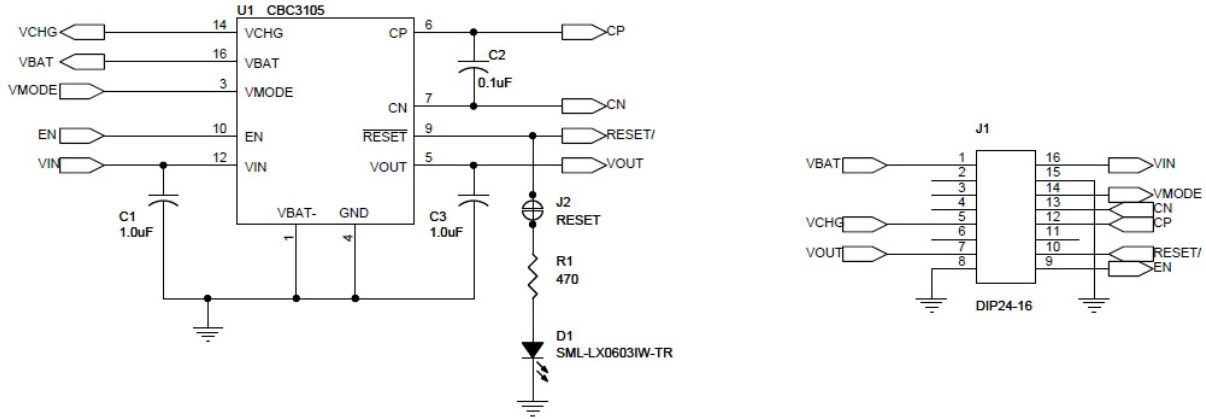 U1 CBC3105
VCHG 14 VCHG CP 6 CP
VBAT 16 VBAT
C2
0.1uF
VMODE 3 VMODE
CN 7 CN
EN 10 EN RESET 9 RESET/
VIN 12 VIN VOUT 5 VOUT
C1
1.0uF
VBAT- GND
1 4
C3
1.0uF
J2
RESET
R1
470
D1
SML-LX0603IW-TR
J1
VBAT 1 16 VIN
2 15
3 14 VMODE
4 13 CN
VCHG 5 12 CP
6 11
VOUT 7 10 RESET/
8 9 EN
DIP24-16